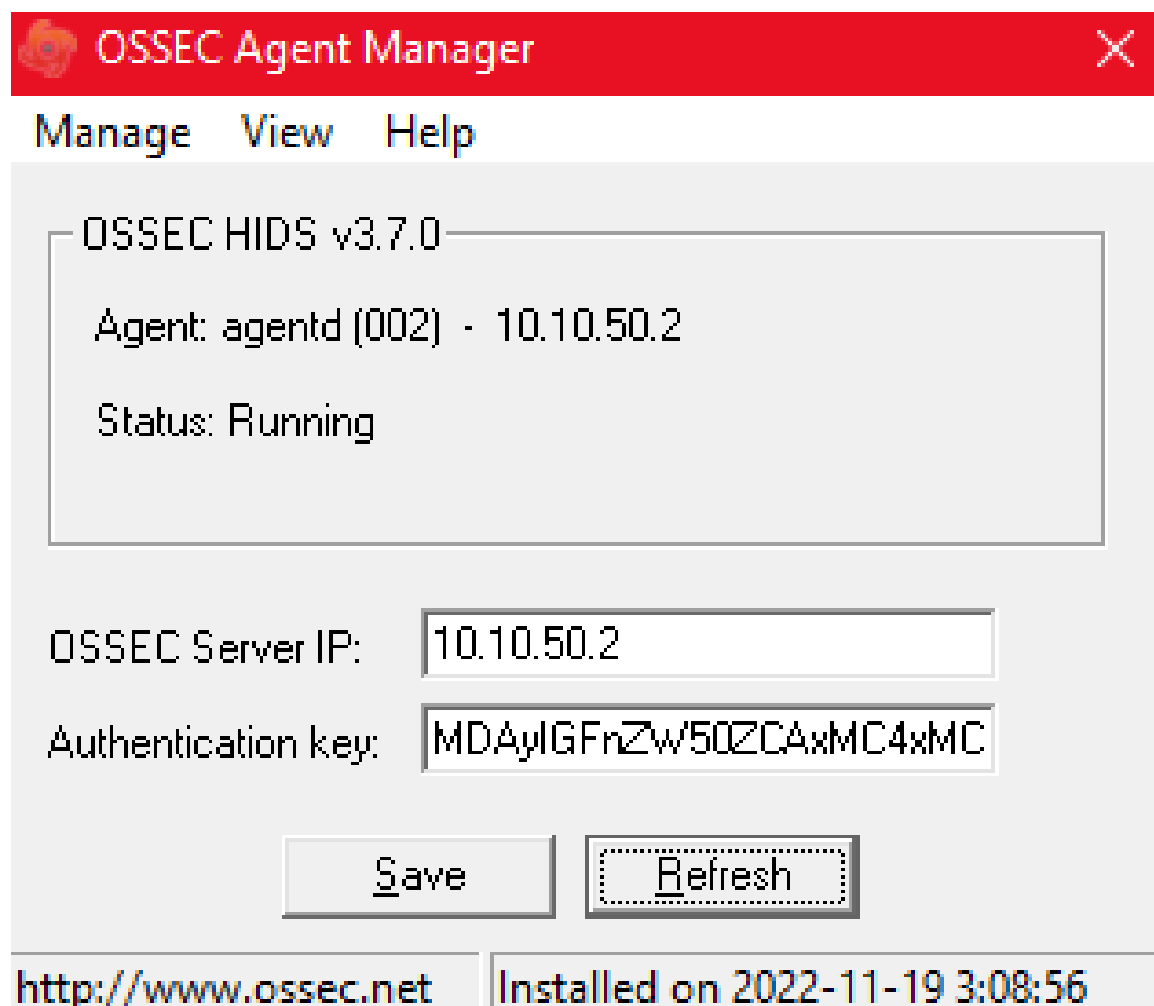 OSSEC Agent Manager
Manage View Help
OSSEC HIDS v3.7.0
Agent: agentd (002) - 10.10.50.2
Status: Running
OSSEC Server IP: 10.10.50.2
Authentication key: MDAyIGFnZW50ZCAxMC4xMC
Save Refresh
http://www.ossec.net Installed on 2022-11-19 3:08:56